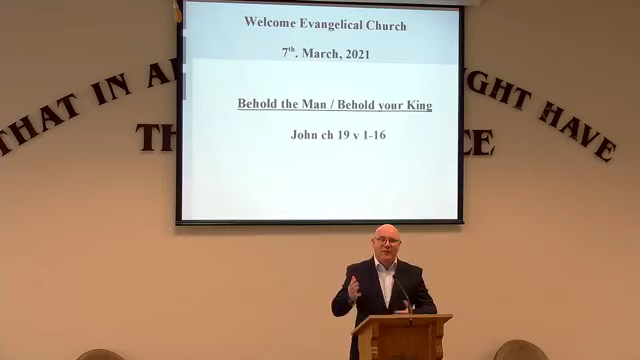 Welcome Evangelical Church
7th. March, 2021
Behold the Man / Behold your King
John ch 19 v 1-16
THAT IN A
GHT HAVE
TH
CE